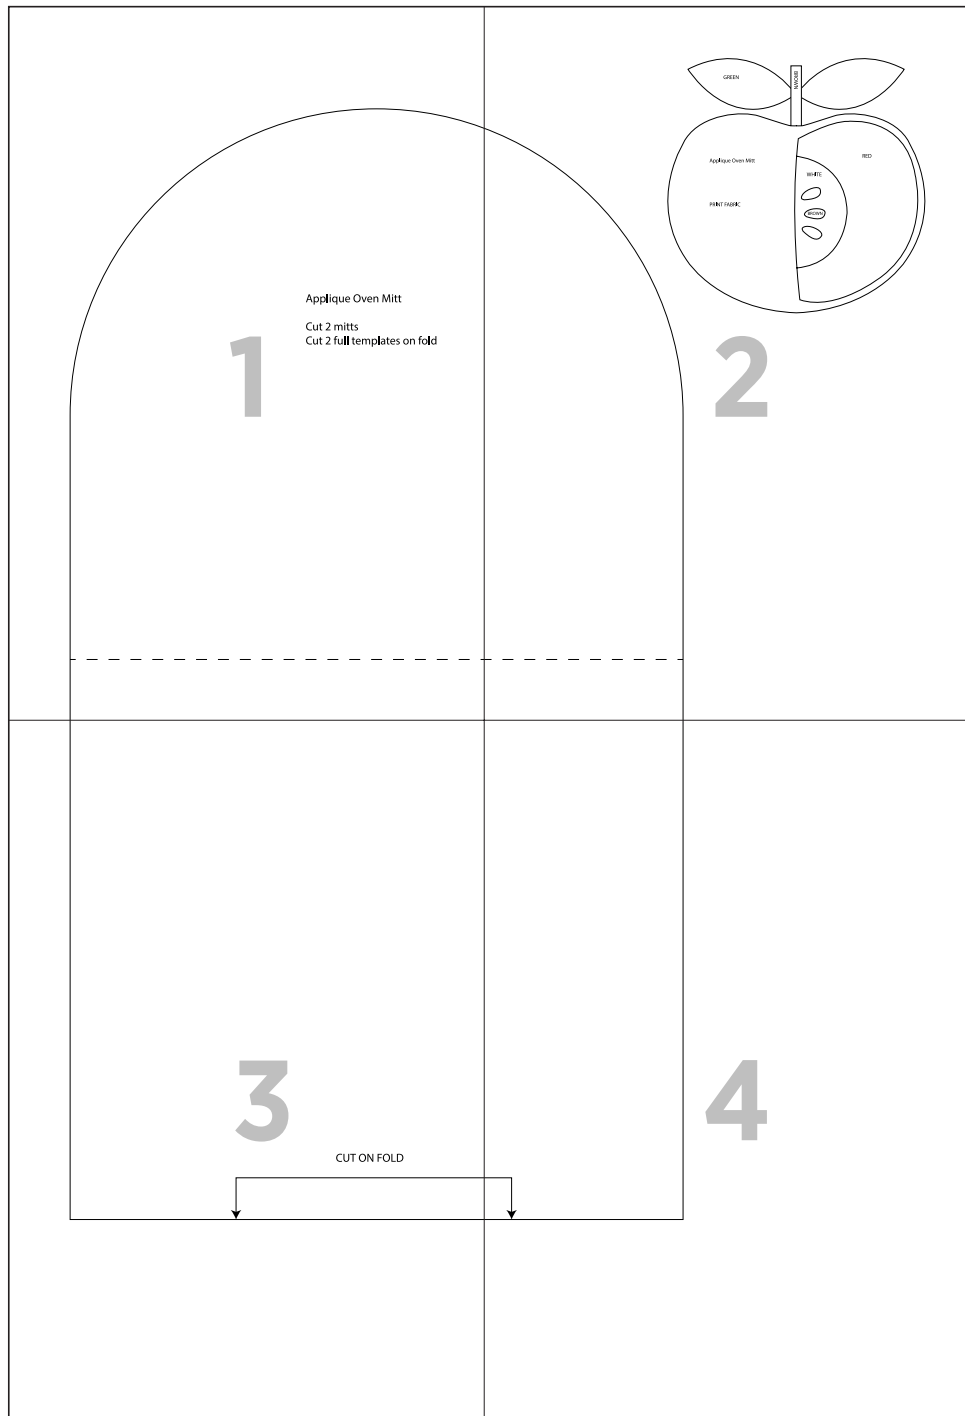 GREEN
BROWN
Applique Oven Mitt
RED
WHITE
PRINT FABRIC
BROWN
Applique Oven Mitt
Cut 2 mitts
Cut 2 full templates on fold
1
2
3
4
CUT ON FOLD